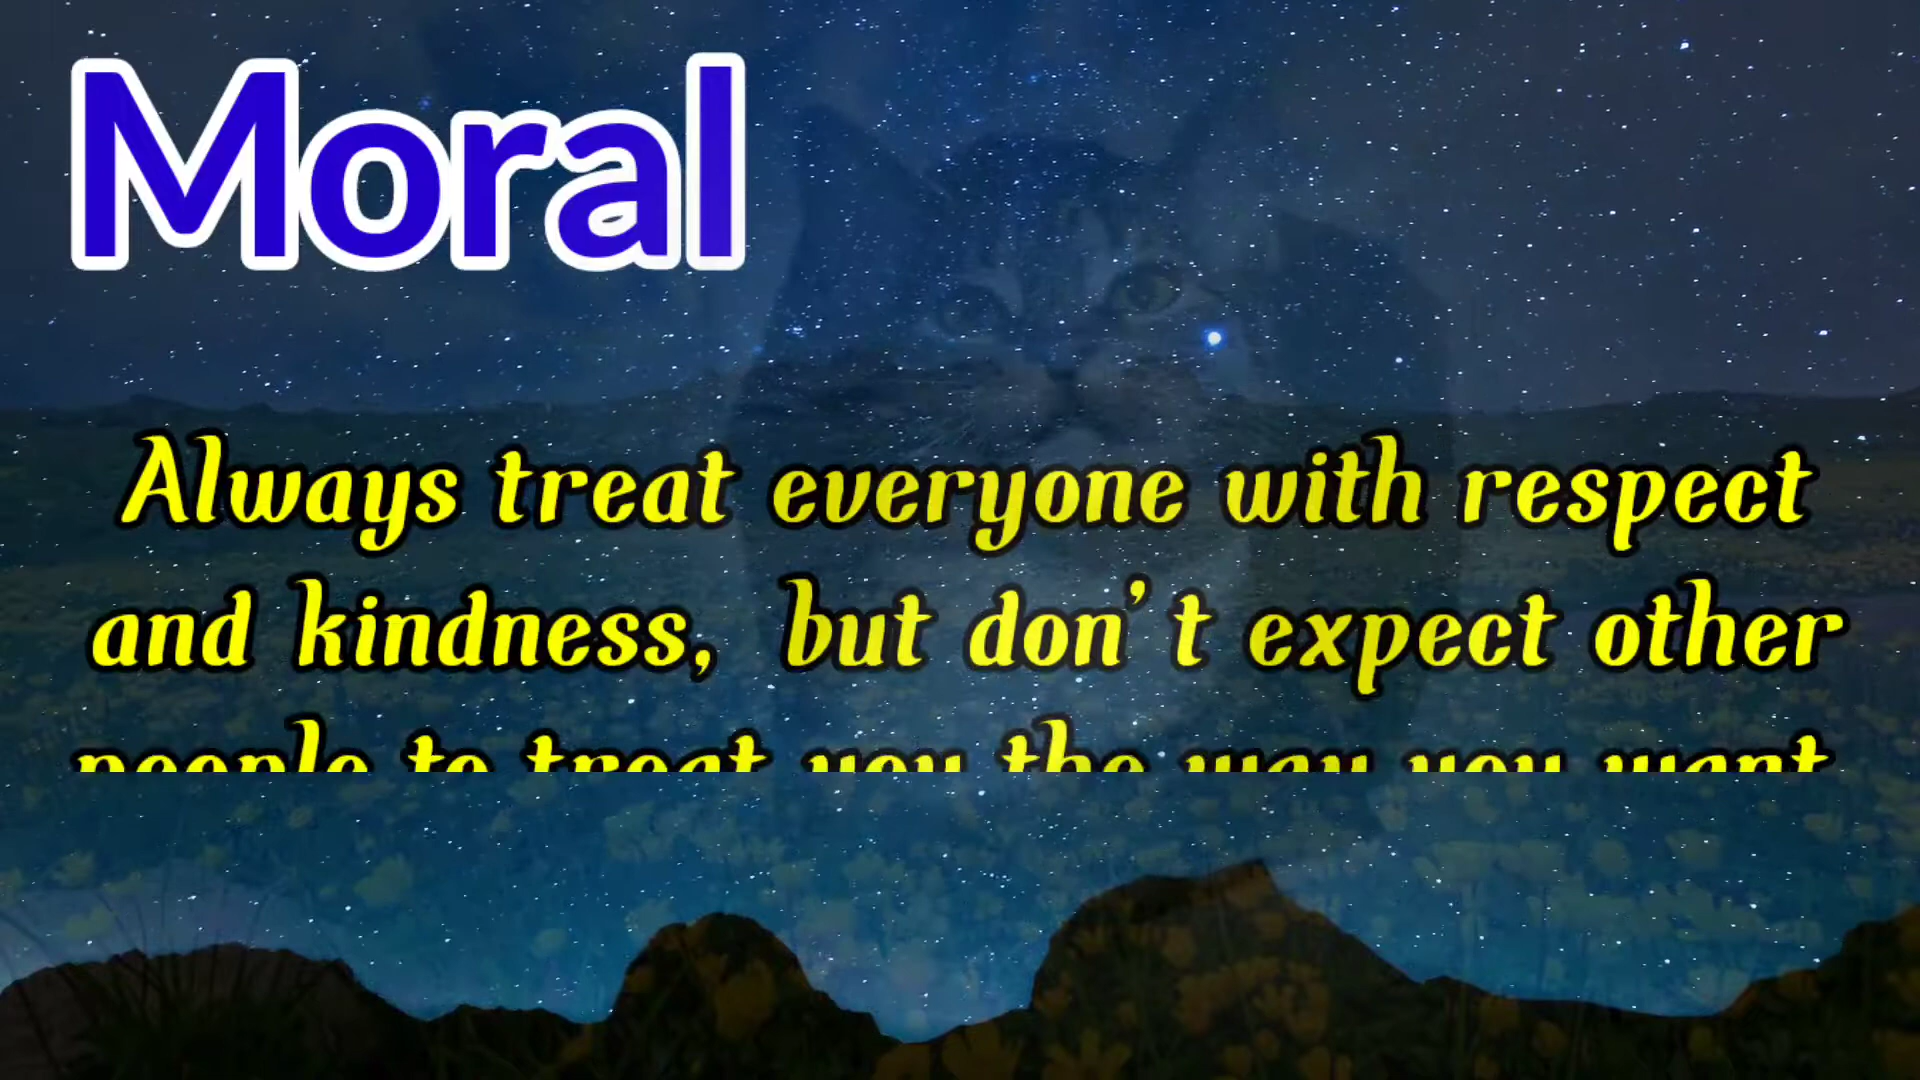 Moral
Always treat everyone with respect
and kindness, but don't expect other
people to treat you the way you want